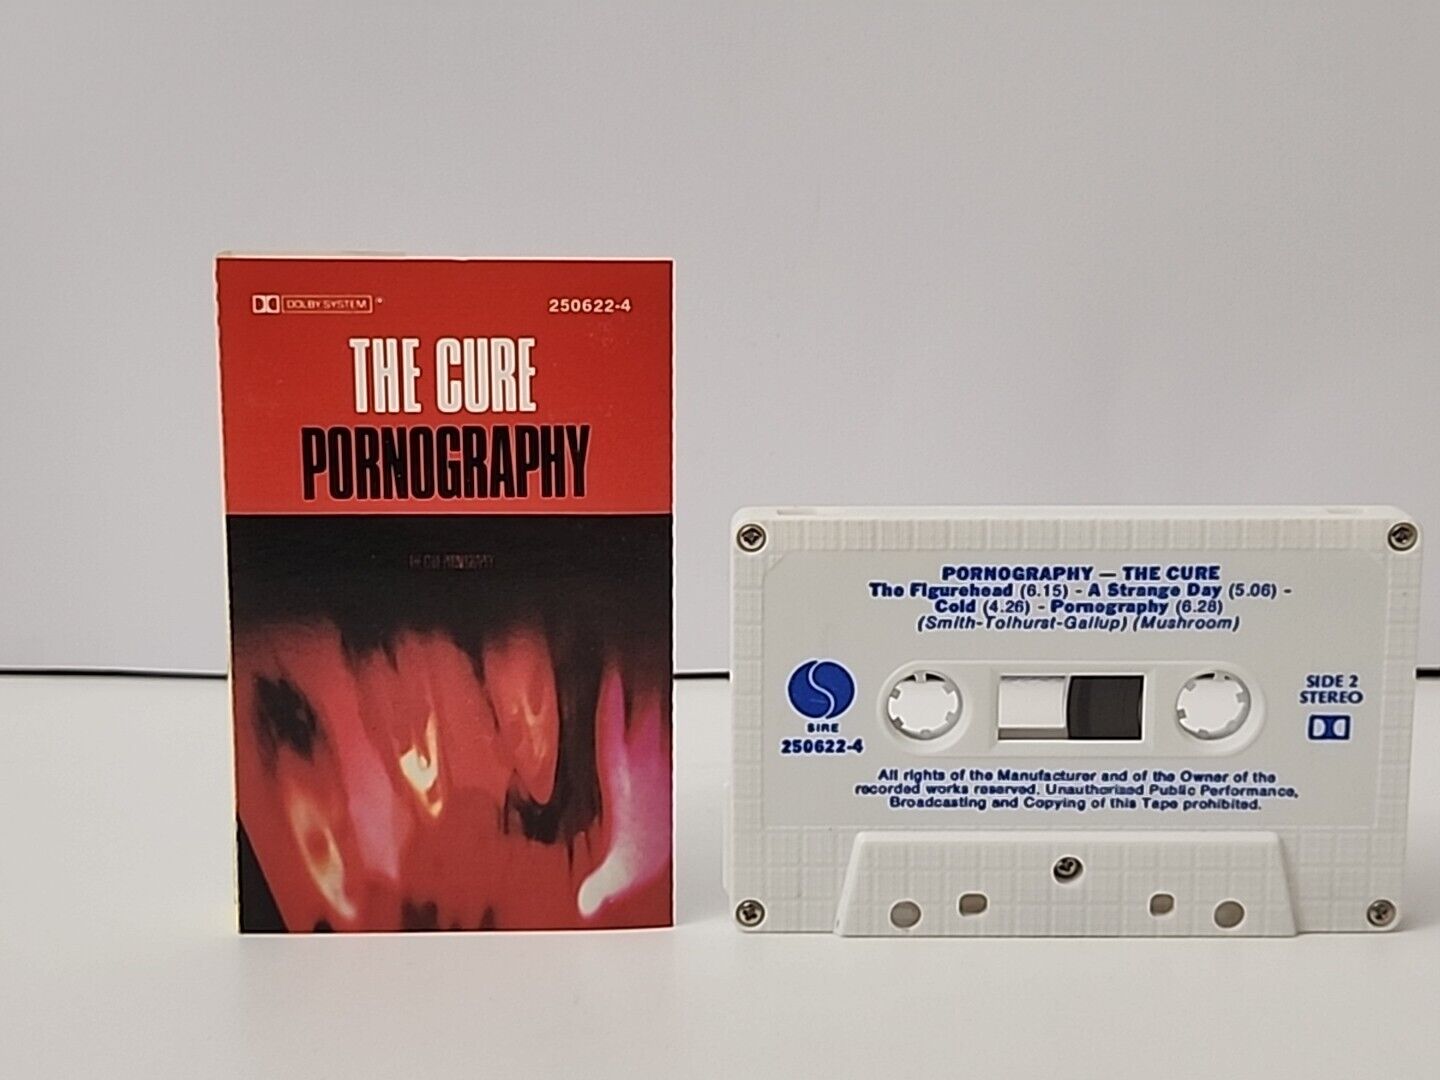 DOLBY SYSTEM
250622-4
THE CURE
PORNOGRAPHY
THE CURE PORNOGRAPHY
PORNOGRAPHY — THE CURE
The Figurehead (6.15) - A Strange Day (5.06) -
Cold (4.26) - Pornography (6.28)
(Smith-Tolhurst-Gallup) (Mushroom)
SIRE
250622-4
SIDE 2
STEREO
All rights of the Manufacturer and of the Owner of the
recorded works reserved. Unauthorised Public Performance,
Broadcasting and Copying of this Tape prohibited.